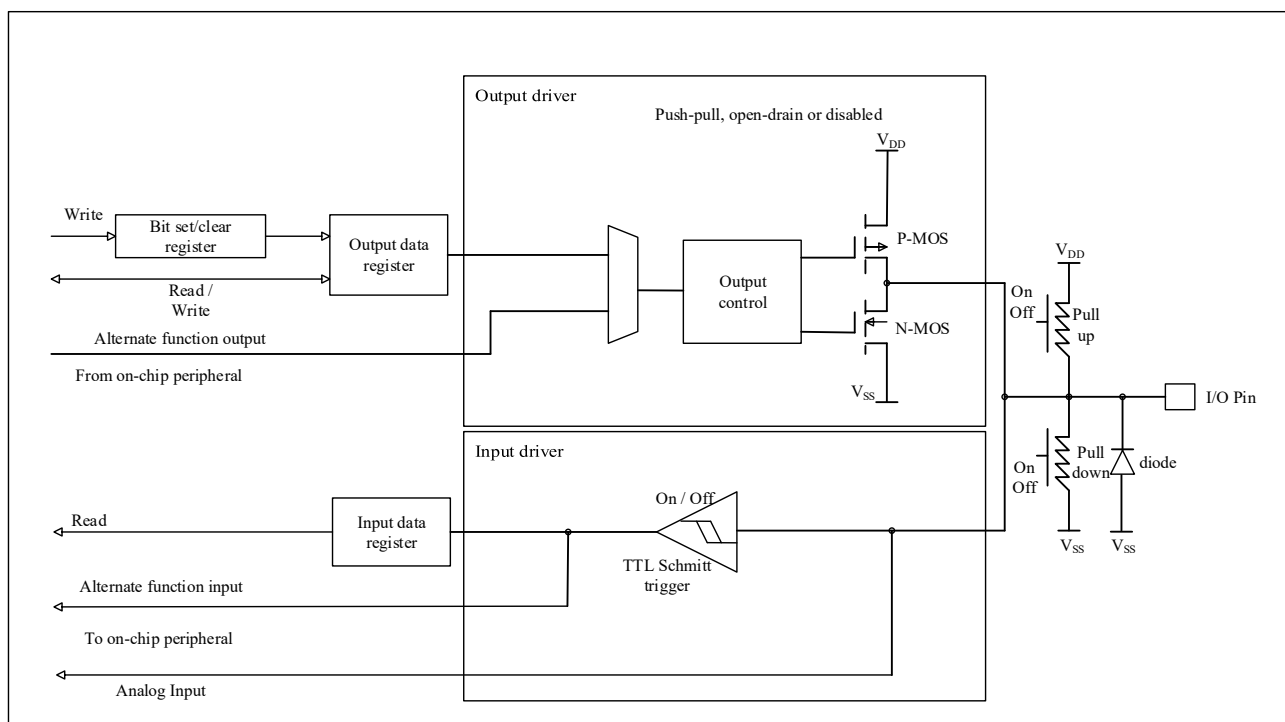 Output driver
Push-pull, open-drain or disabled
VDD
Write
Bit set/clear
register
Output data
register
P-MOS
VDD
Read /
Write
Output
control
On
Off
Pull
up
N-MOS
Alternate function output
From on-chip peripheral
VSS
I/O Pin
Input driver
On
Off
Pull
down
diode
On / Off
Read
Input data
register
TTL Schmitt
trigger
VSS
VSS
Alternate function input
To on-chip peripheral
Analog Input